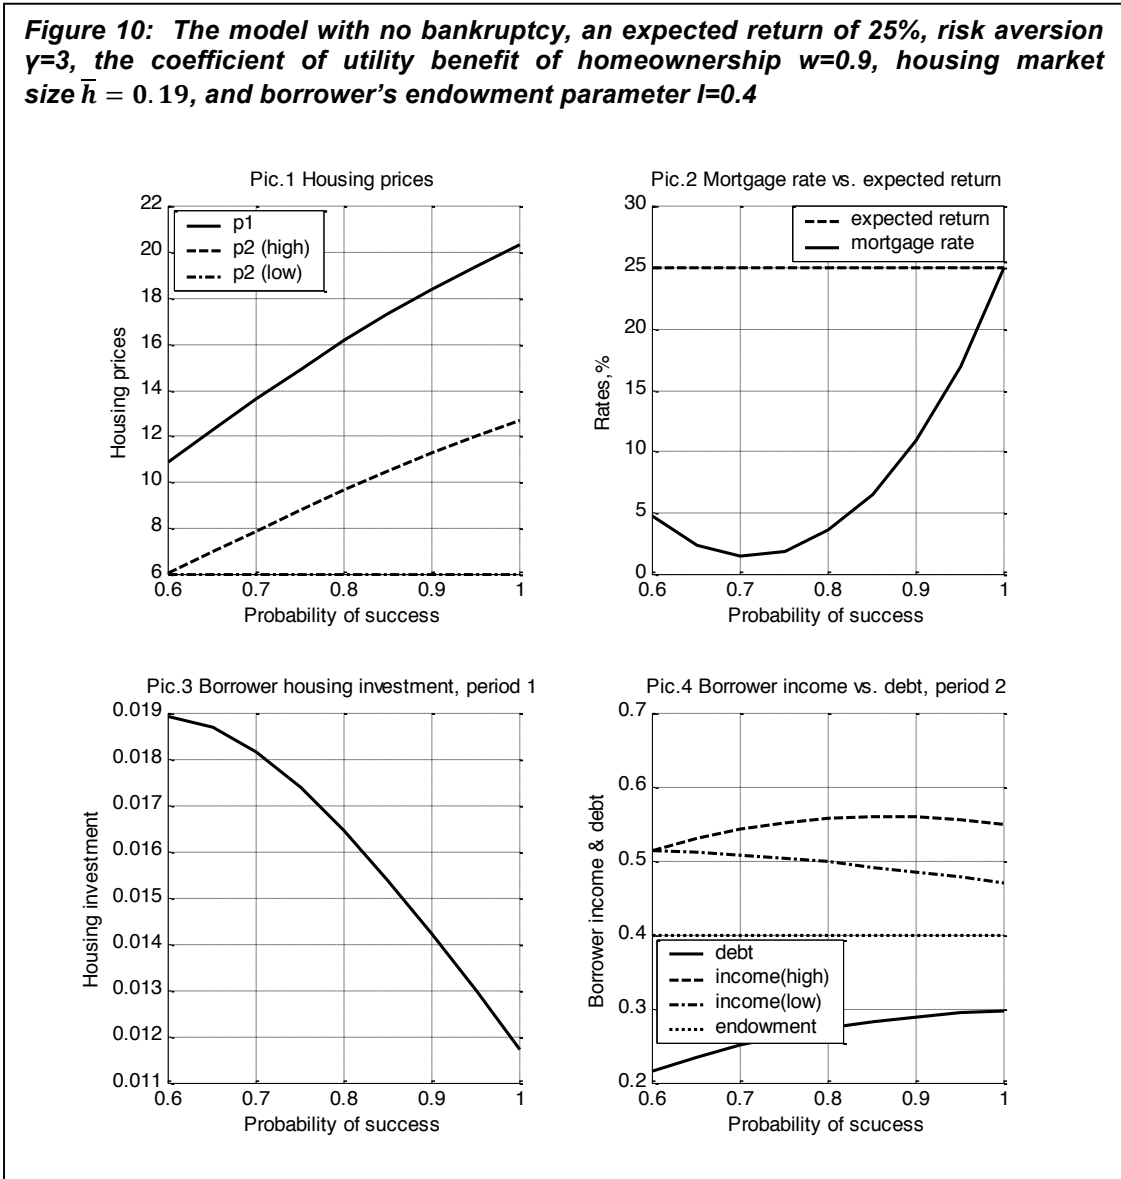 Figure 10: The model with no bankruptcy, an expected return of 25%, risk aversion
γ=3, the coefficient of utility benefit of homeownership w=0.9, housing market
size h̅ = 0.19, and borrower's endowment parameter I=0.4
Pic.1 Housing prices
22
20
18
16
14
12
10
8
6
p1
p2 (high)
p2 (low)
Housing prices
0.6 0.7 0.8 0.9 1
Probability of success
Pic.2 Mortgage rate vs. expected return
30
25
20
15
10
5
0
expected return
mortgage rate
Rates,%
0.6 0.7 0.8 0.9 1
Probability of success
Pic.3 Borrower housing investment, period 1
0.019
0.018
0.017
0.016
0.015
0.014
0.013
0.012
0.011
Housing investment
0.6 0.7 0.8 0.9 1
Probability of success
Pic.4 Borrower income vs. debt, period 2
0.7
0.6
0.5
0.4
0.3
0.2
debt
income(high)
income(low)
endowment
Borrower income & debt
0.6 0.7 0.8 0.9 1
Probability of scucess